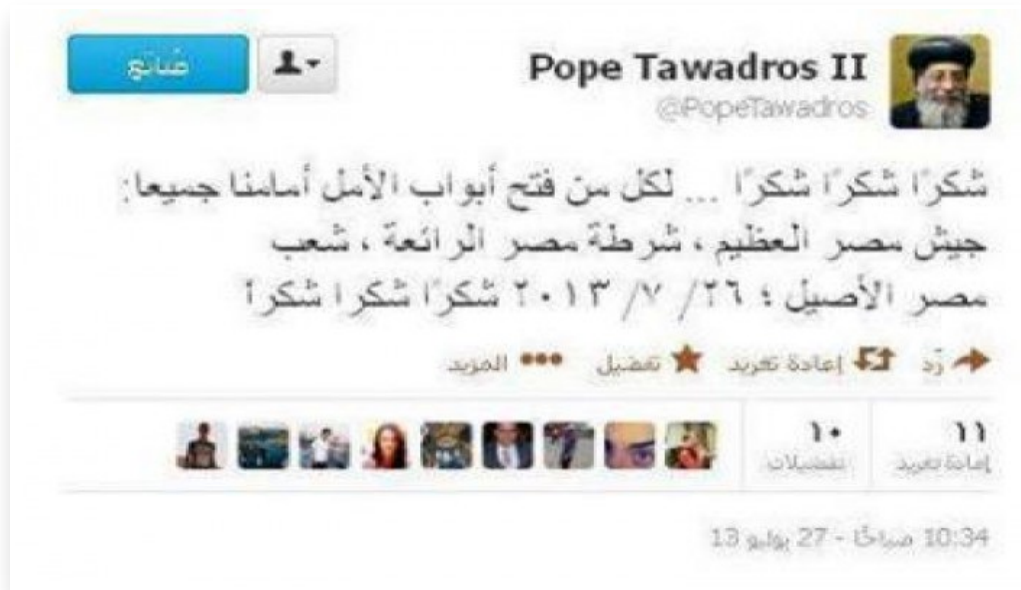 Pope Tawadros II
@PopeTawadros
تابع
شكرًا شكرًا شكرًا ... لكل من فتح أبواب الأمل أمامنا جميعا:
جيش مصر العظيم ، شرطة مصر الرائعة ، شعب
مصر الأصيل ؛ ٢٦/ ٧/ ٢٠١٣ شكرًا شكرا شكراً
رَد
إعادة تغريد
تفضيل
المزيد
١١
إعادة تغريد
١٠
تفضيلات
10:34 صباحًا - 27 يوليو 13